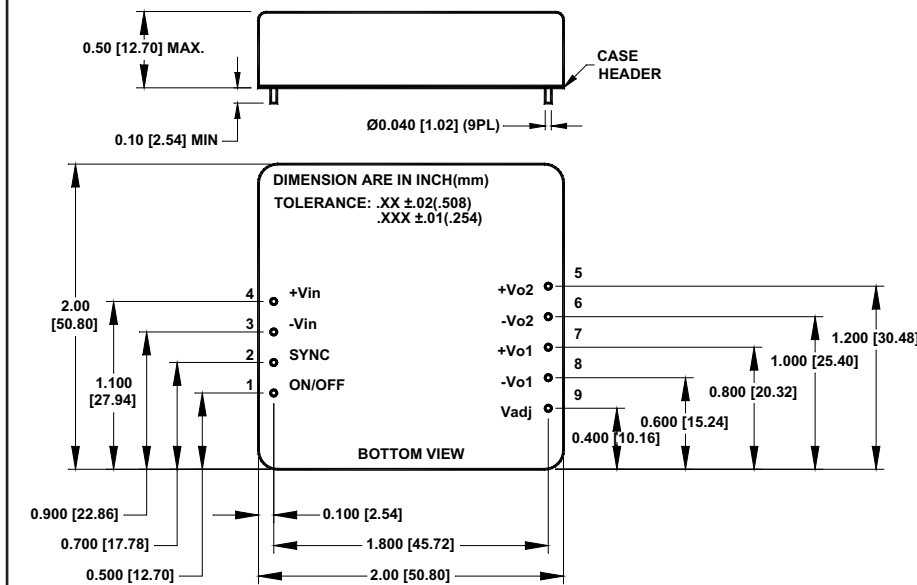 0.50 [12.70] MAX.
CASE
HEADER
0.10 [2.54] MIN
Ø0.040 [1.02] (9PL)
DIMENSION ARE IN INCH(mm)
TOLERANCE: .XX ±.02(.508)
.XXX ±.01(.254)
2.00
[50.80]
1.100
[27.94]
4 +Vin
3 -Vin
2 SYNC
1 ON/OFF
+Vo2 5
-Vo2 6
+Vo1 7
-Vo1 8
Vadj 9
1.200 [30.48]
1.000 [25.40]
0.800 [20.32]
0.600 [15.24]
0.400 [10.16]
BOTTOM VIEW
0.900 [22.86]
0.700 [17.78]
0.500 [12.70]
0.100 [2.54]
1.800 [45.72]
2.00 [50.80]